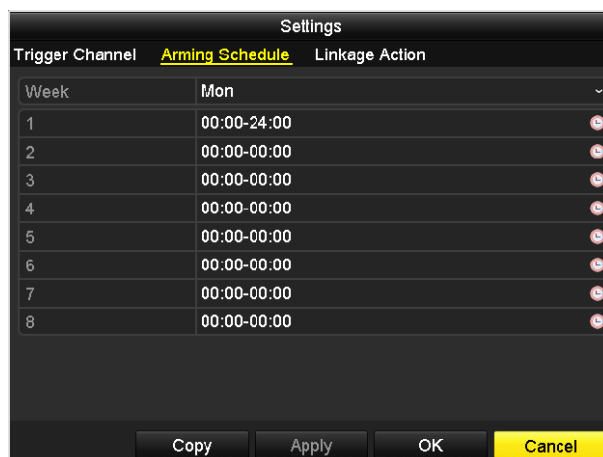 Settings
Trigger Channel Arming Schedule Linkage Action
Week Mon
1 00:00-24:00
2 00:00-00:00
3 00:00-00:00
4 00:00-00:00
5 00:00-00:00
6 00:00-00:00
7 00:00-00:00
8 00:00-00:00
Copy Apply OK Cancel